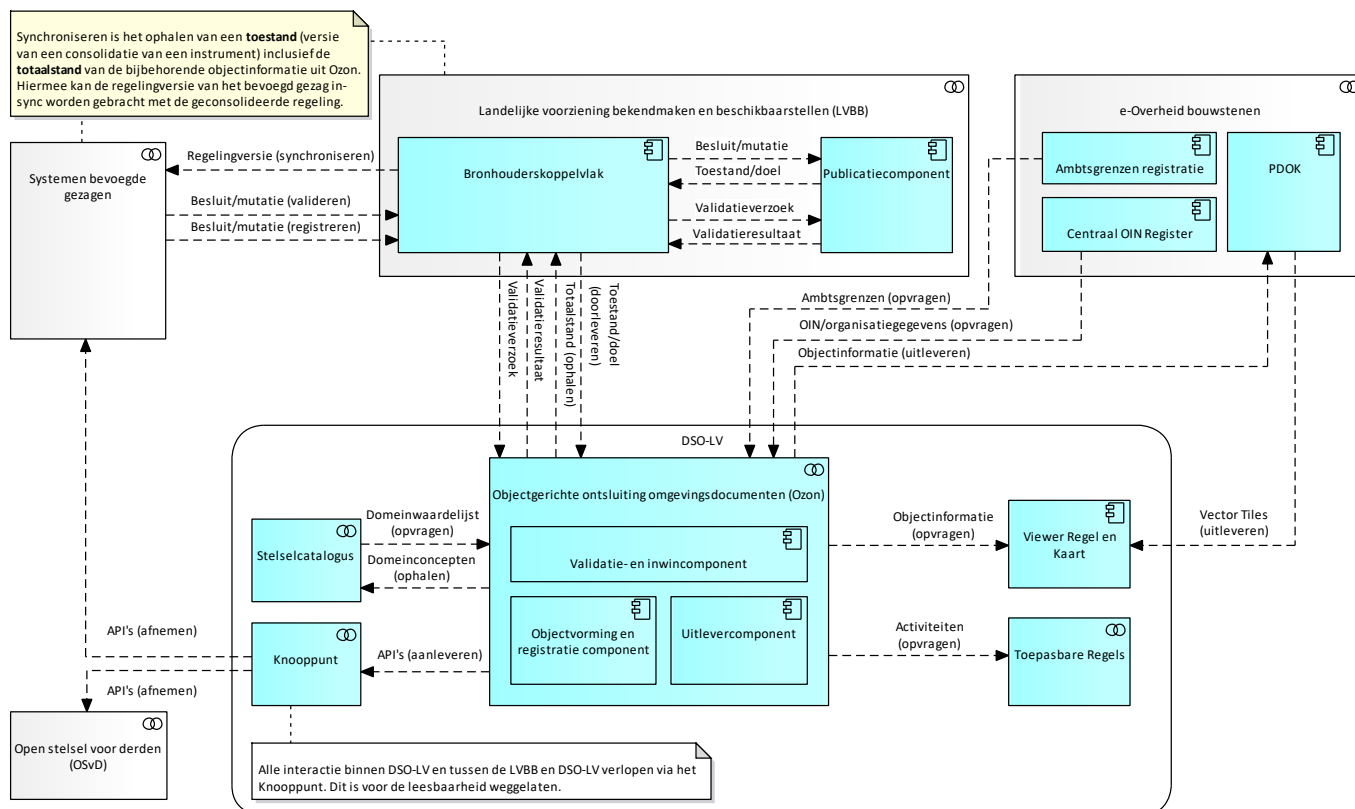 Synchroniseren is het ophalen van een toestand (versie
van een consolidatie van een instrument) inclusief de
totaalstand van de bijbehorende objectinformatie uit Ozon.
Hiermee kan de regelingversie van het bevoegd gezag in-
sync worden gebracht met de geconsolideerde regeling.
Landelijke voorziening bekendmaken en beschikbaarstellen (LVBB)
e-Overheid bouwstenen
Systemen bevoegde
gezagen
Regelingversie (synchroniseren)
Besluit/mutatie (valideren)
Besluit/mutatie (registreren)
Bronhouderskoppelvlak
Besluit/mutatie
Toestand/doel
Validatieverzoek
Validatieresultaat
Publicatiecomponent
Ambtsgrenzen registratie
Centraal OIN Register
PDOK
Validatieverzoek
Validatieresultaat
Totaalstand (ophalen)
Toestand/doel
(doorleveren)
Ambtsgrenzen (opvragen)
OIN/organisatiegegevens (opvragen)
Objectinformatie (uitleveren)
DSO-LV
Objectgerichte ontsluiting omgevingsdocumenten (Ozon)
Validatie- en inwincomponent
Objectvorming en
registratie component
Uitlevercomponent
Stelselcatalogus
Domeinwaardelijst
(opvragen)
Domeinconcepten
(ophalen)
Knooppunt
API's (aanleveren)
Objectinformatie
(opvragen)
Viewer Regel en
Kaart
Vector Tiles
(uitleveren)
Activiteiten
(opvragen)
Toepasbare Regels
API's (afnemen)
API's (afnemen)
Open stelsel voor derden
(OSvD)
Alle interactie binnen DSO-LV en tussen de LVBB en DSO-LV verlopen via het
Knooppunt. Dit is voor de leesbaarheid weggelaten.